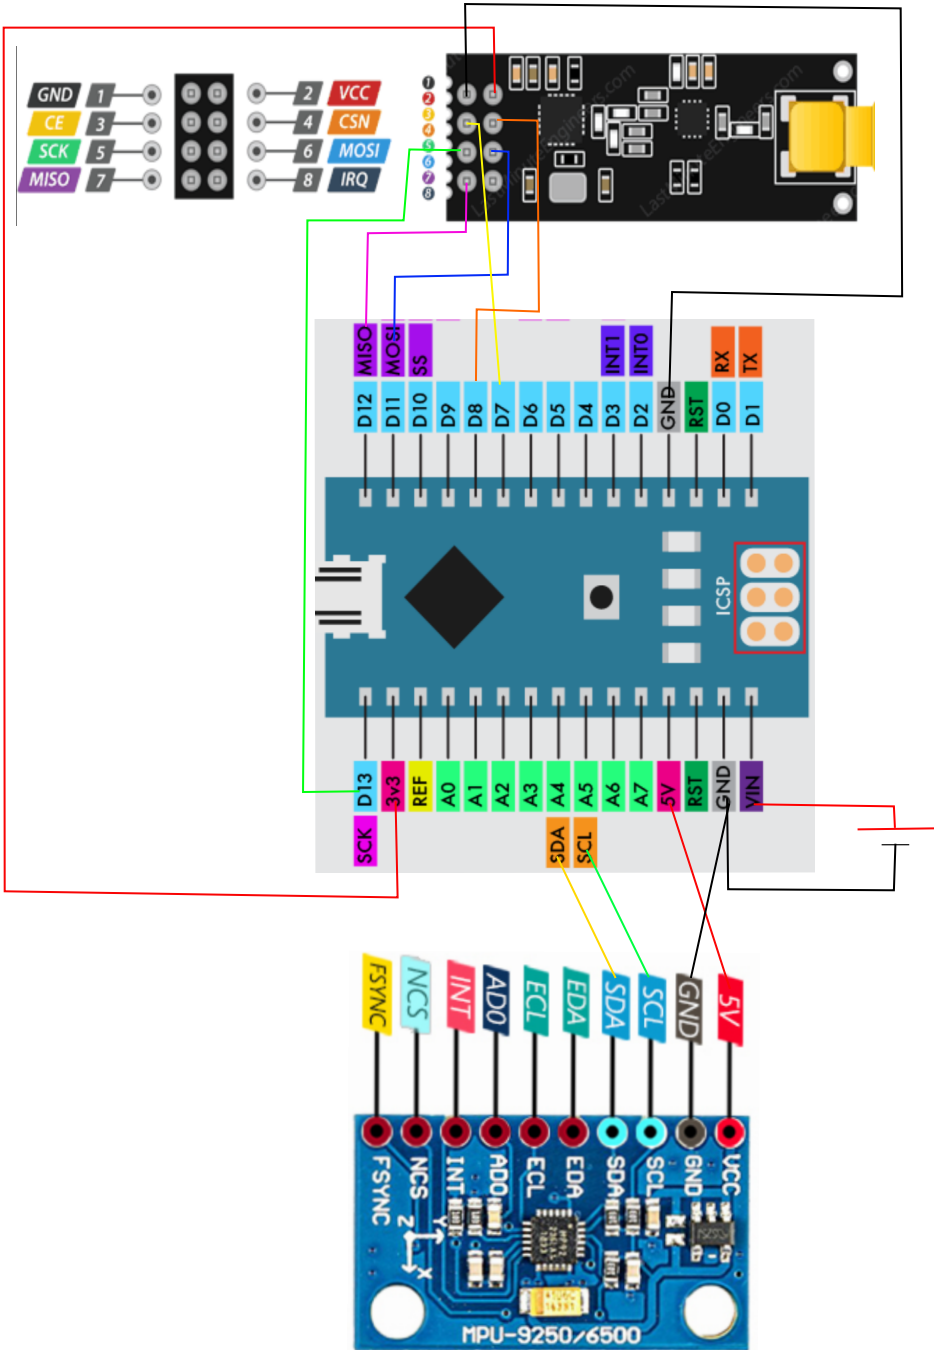 GND 1 2 VCC
CE 3 4 CSN
SCK 5 6 MOSI
MISO 7 8 IRQ
1
2
3
4
5
6
7
8
LastMinuteEngineers.com
MISO MOSI SS INT1 INT0 RX TX
D12 D11 D10 D9 D8 D7 D6 D5 D4 D3 D2 GND RST D0 D1
ICSP
D13 3v3 REF A0 A1 A2 A3 A4 A5 A6 A7 5V RST GND VIN
SCK SDA SCL
FSYNC NCS INT AD0 ECL EDA SDA SCL GND 5V
FSYNC NCS INT ADO ECL EDA SDA SCL GND VCC
Z Y
X
MPU-9250/6500